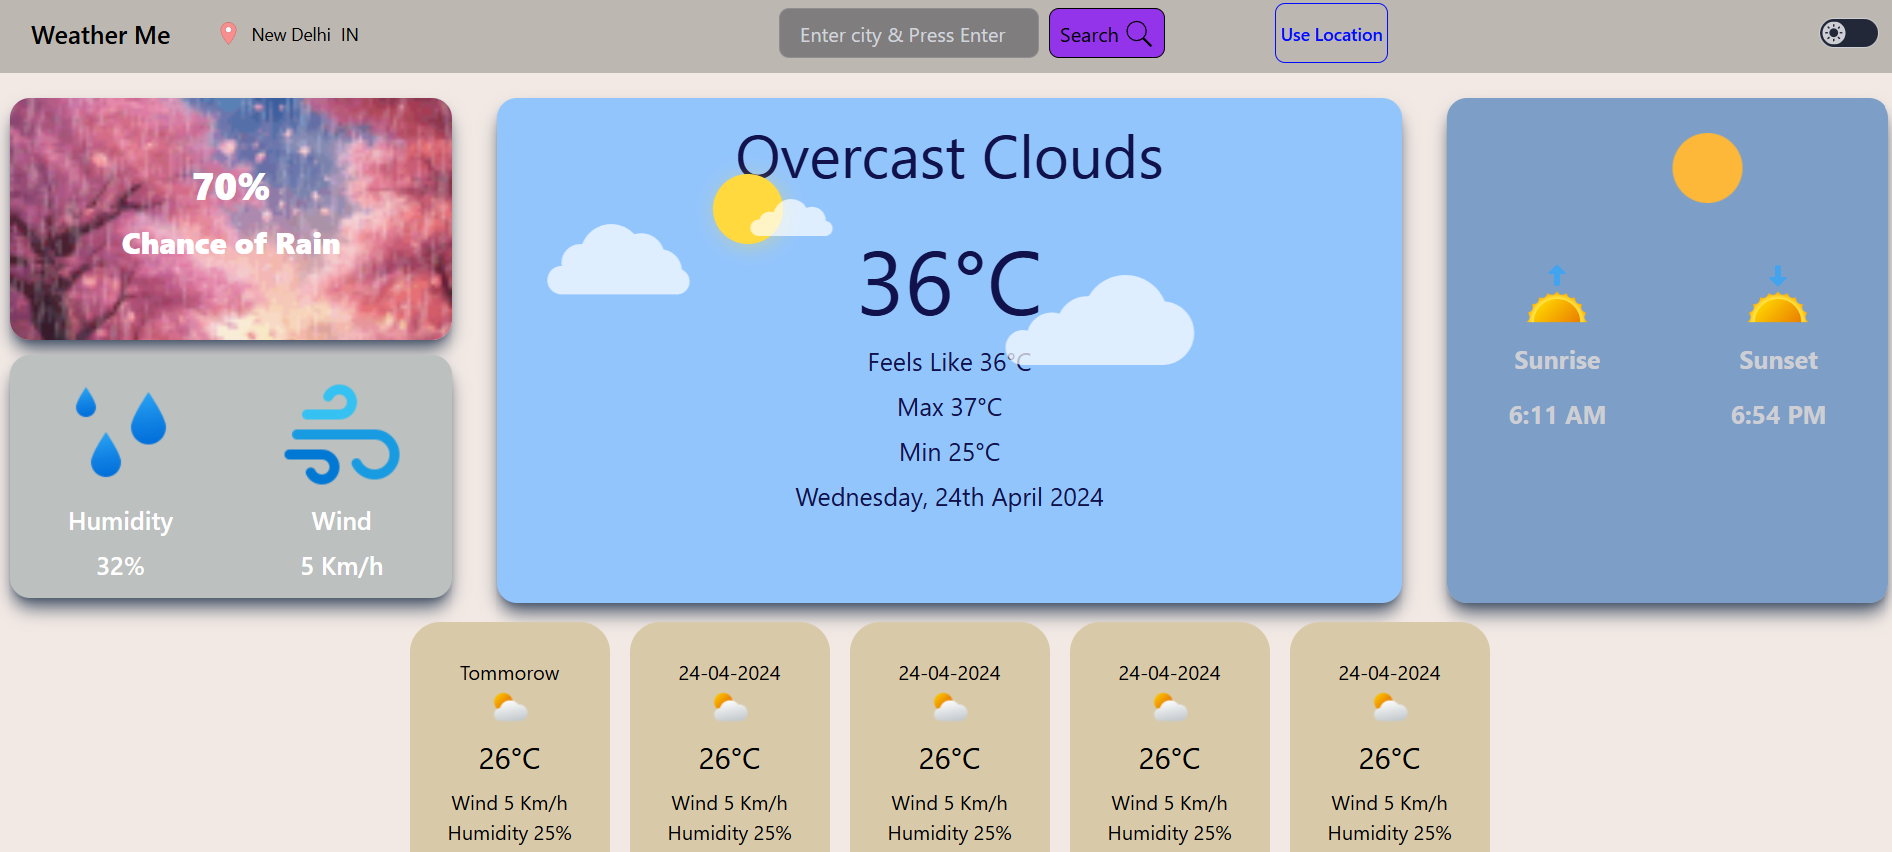 Weather Me
New Delhi IN
Enter city & Press Enter
Search
Use Location
70%
Chance of Rain
Humidity
32%
Wind
5 Km/h
Overcast Clouds
36°C
Feels Like 36°C
Max 37°C
Min 25°C
Wednesday, 24th April 2024
Sunrise
6:11 AM
Sunset
6:54 PM
Tommorow
26°C
Wind 5 Km/h
Humidity 25%
24-04-2024
26°C
Wind 5 Km/h
Humidity 25%
24-04-2024
26°C
Wind 5 Km/h
Humidity 25%
24-04-2024
26°C
Wind 5 Km/h
Humidity 25%
24-04-2024
26°C
Wind 5 Km/h
Humidity 25%